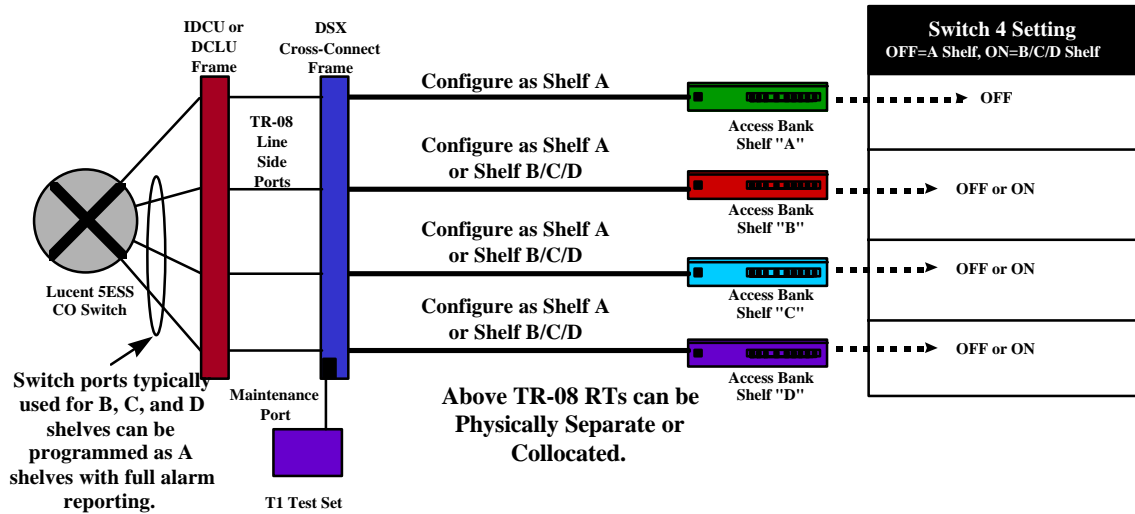 IDCU or
DCLU
Frame
DSX
Cross-Connect
Frame
Switch 4 Setting
OFF=A Shelf, ON=B/C/D Shelf
Configure as Shelf A
OFF
TR-08
Line
Side
Ports
Access Bank
Shelf "A"
Configure as Shelf A
or Shelf B/C/D
OFF or ON
Access Bank
Shelf "B"
Configure as Shelf A
or Shelf B/C/D
OFF or ON
Lucent 5ESS
CO Switch
Access Bank
Shelf "C"
Configure as Shelf A
or Shelf B/C/D
OFF or ON
Access Bank
Shelf "D"
Switch ports typically
used for B, C, and D
shelves can be
programmed as A
shelves with full alarm
reporting.
Maintenance
Port
T1 Test Set
Above TR-08 RTs can be
Physically Separate or
Collocated.